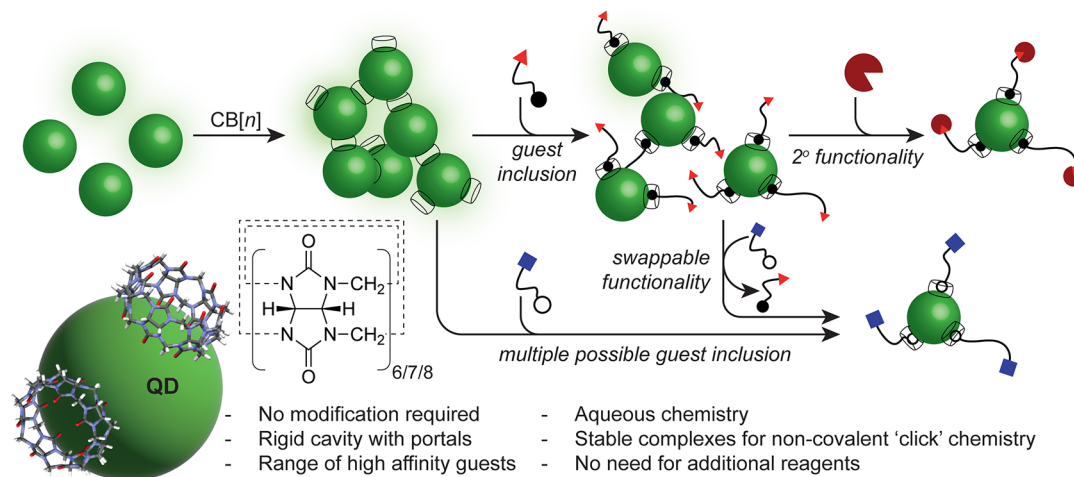 CB[n]
guest
inclusion
2º functionality
swappable
functionality
multiple possible guest inclusion
O
N N CH2
H H
N N CH2
O
6/7/8
QD
- No modification required
- Rigid cavity with portals
- Range of high affinity guests
- Aqueous chemistry
- Stable complexes for non-covalent ‘click’ chemistry
- No need for additional reagents